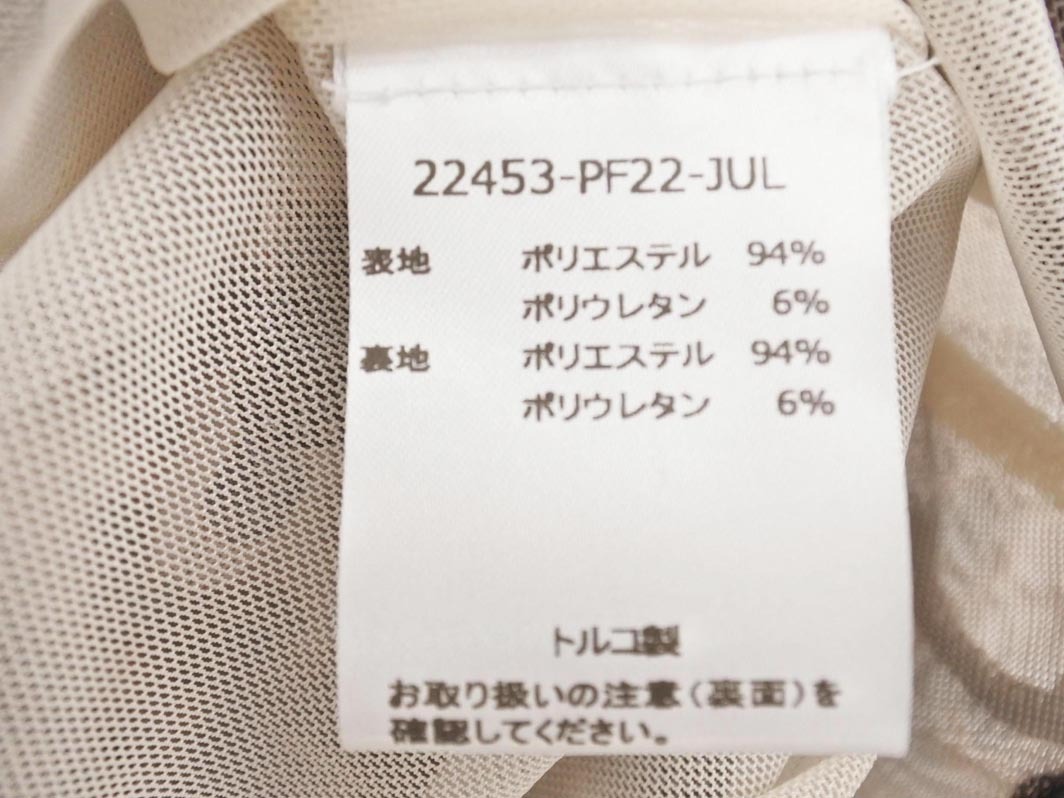 22453-PF22-JUL
表地 ポリエステル 94%
ポリウレタン 6%
裏地 ポリエステル 94%
ポリウレタン 6%
トルコ製
お取り扱いの注意(裏面)を
確認してください。